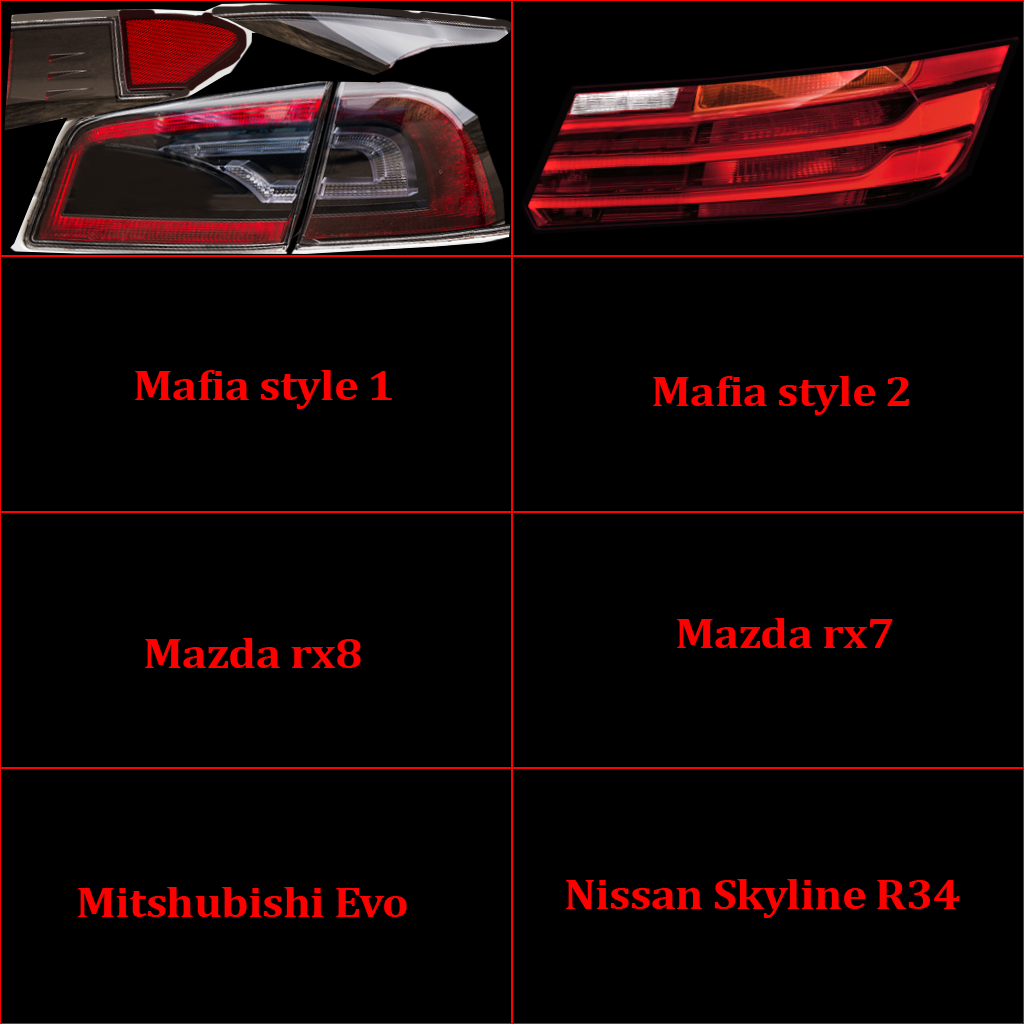 Mafia style 1
Mafia style 2
Mazda rx8
Mazda rx7
Mitshubishi Evo
Nissan Skyline R34